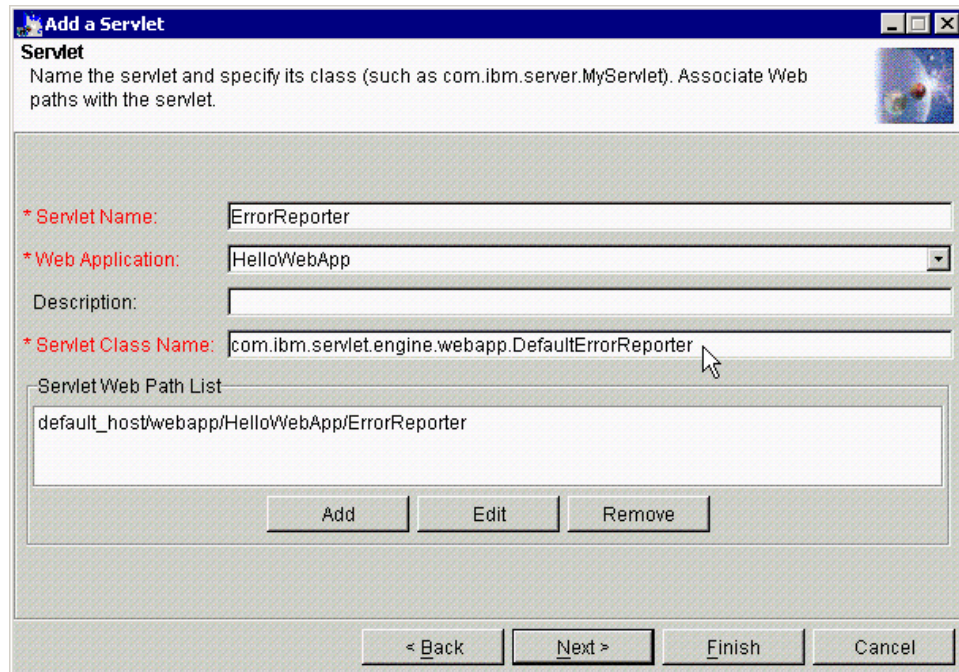 Add a Servlet
Servlet
Name the servlet and specify its class (such as com.ibm.server.MyServlet). Associate Web
paths with the servlet.
* Servlet Name: ErrorReporter
* Web Application: HelloWebApp
Description:
* Servlet Class Name: com.ibm.servlet.engine.webapp.DefaultErrorReporter
Servlet Web Path List
default_host/webapp/HelloWebApp/ErrorReporter
Add Edit Remove
< Back Next > Finish Cancel